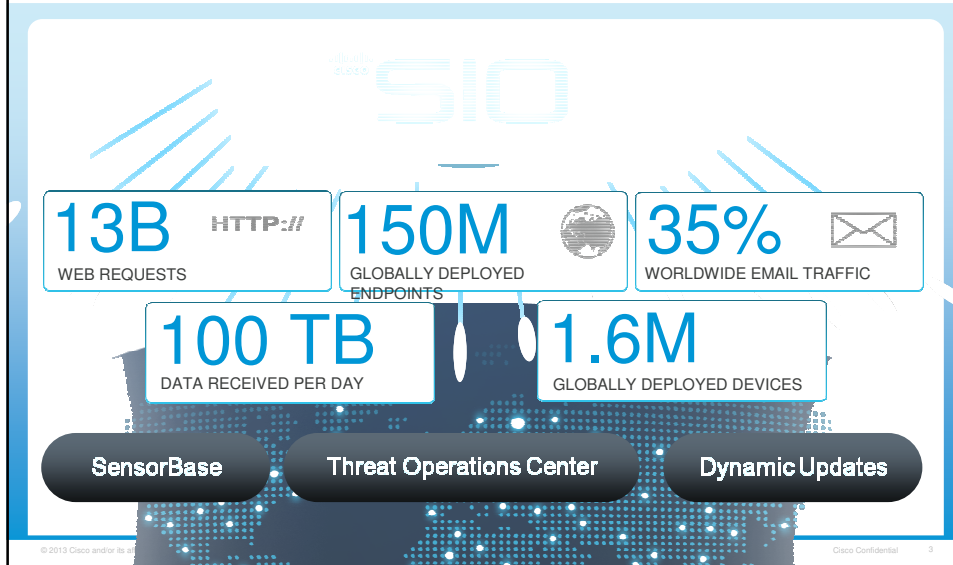 SIO
13B
HTTP://
WEB REQUESTS
150M
GLOBALLY DEPLOYED
ENDPOINTS
35%
WORLDWIDE EMAIL TRAFFIC
100 TB
DATA RECEIVED PER DAY
1.6M
GLOBALLY DEPLOYED DEVICES
SensorBase
Threat Operations Center
Dynamic Updates
© 2013 Cisco and/or its
Cisco Confidential
3